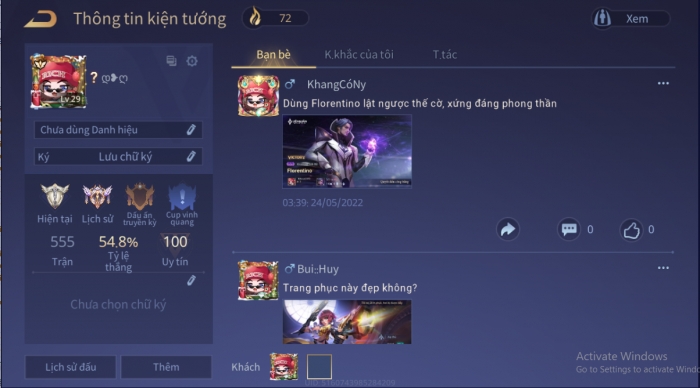 Thông tin kiện tướng
72
Xem
Bạn bè
K.khắc của tôi
T.tác
RICH
Lv.29
Chưa dùng Danh hiệu
Ký
Lưu chữ ký
Hiện tại
Lịch sử
Dấu ấn truyền kỳ
Cup vinh quang
555
Trận
54.8%
Tỷ lệ thắng
100
Uy tín
Chưa chọn chữ ký
Lịch sử đấu
Thêm
KhangCóNy
Dùng Florentino lật ngược thế cờ, xứng đáng phong thần
Florentino
03:39: 24/05/2022
0
0
Bui::Huy
Trang phục này đẹp không?
Khách
Activate Windows
Go to Settings to activate Wind